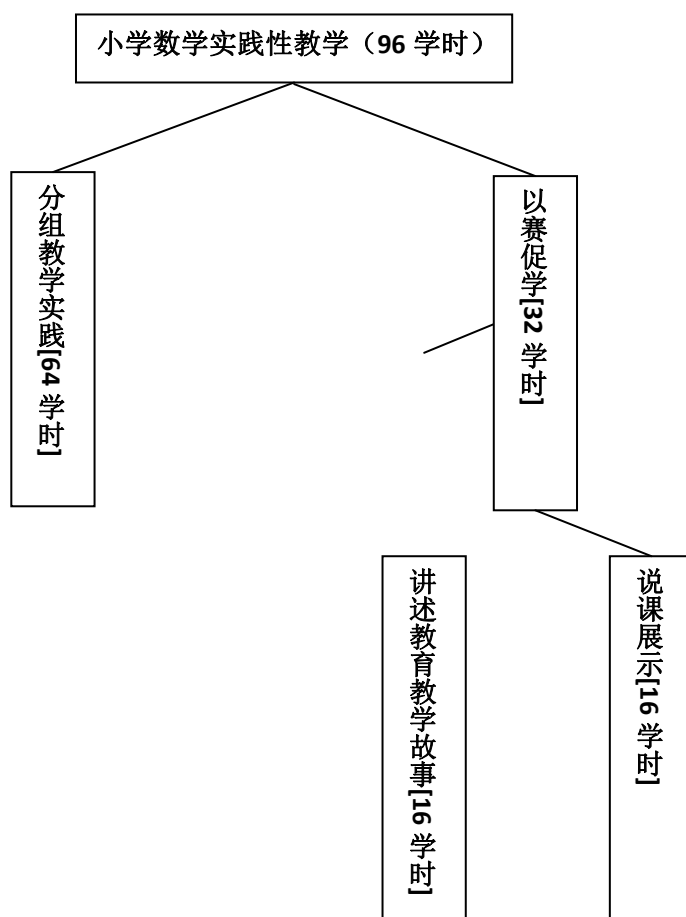 小学数学实践性教学（96 学时）
分组教学实践[64 学时]
以赛促学[32 学时]
讲述教育教学故事[16 学时]
说课展示[16 学时]